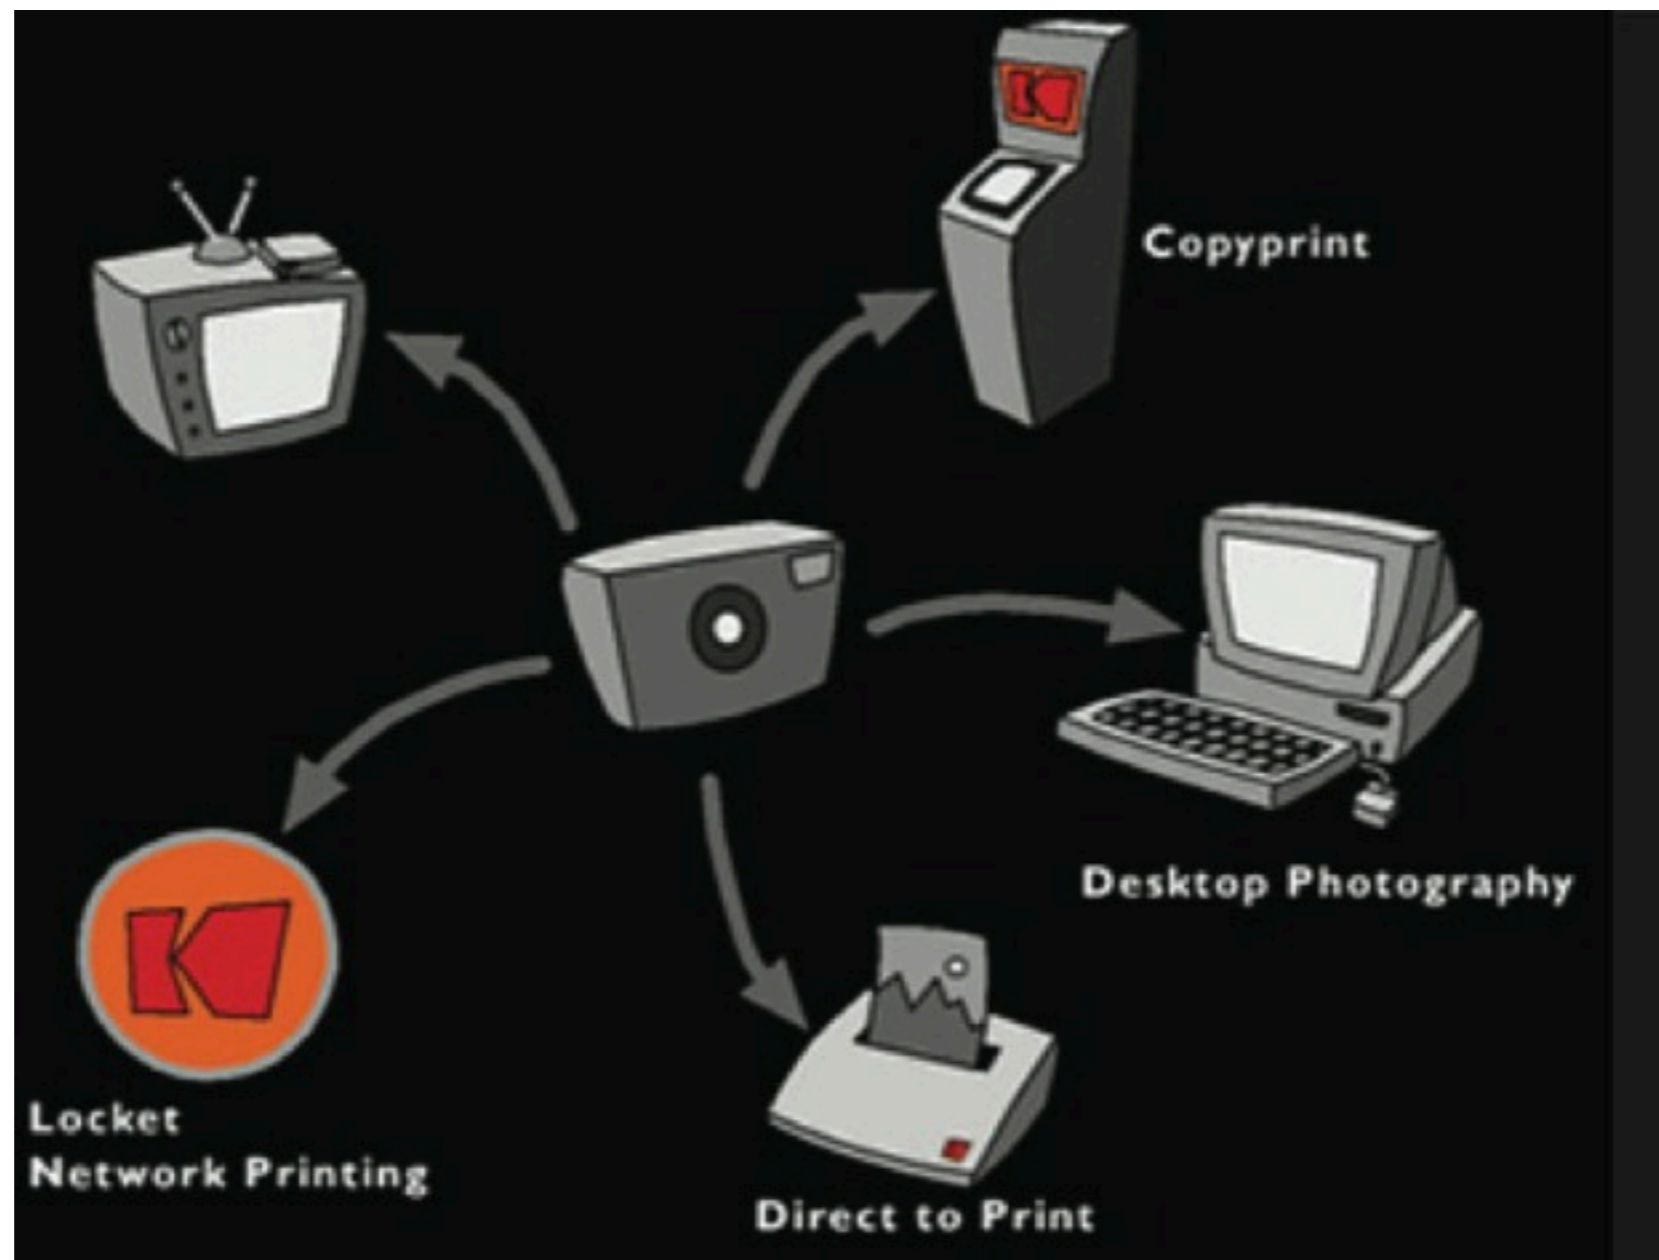 Copyprint
Desktop Photography
Locket
Network Printing
Direct to Print